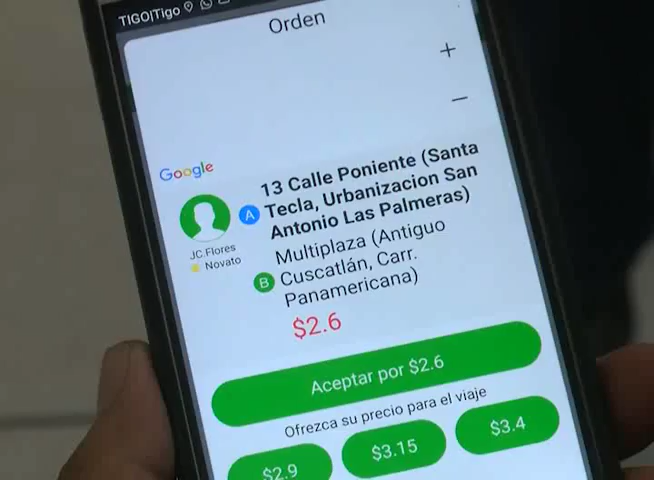 TIGO|Tigo
Orden
+
−
Google
13 Calle Poniente (Santa
Tecla, Urbanizacion San
Antonio Las Palmeras)
A
JC.Flores
Novato
Multiplaza (Antiguo
Cuscatlán, Carr.
Panamericana)
B
$2.6
Aceptar por $2.6
Ofrezca su precio para el viaje
$2.9
$3.15
$3.4